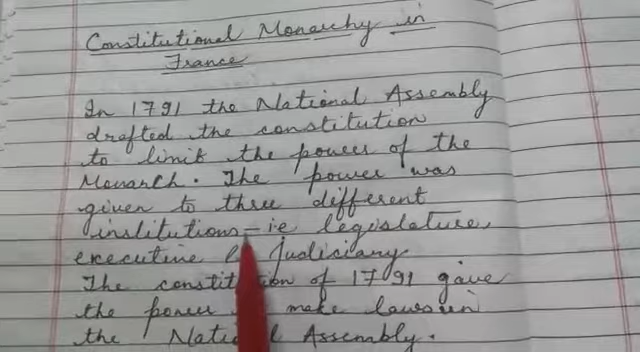 Constitutional Monarchy in
France
In 1791 the National Assembly
drafted the constitution
to limit the power of the
Monarch. The power was
given to three different
institutions - ie legislature,
executive & Judiciary
The constitution of 1791 gave
the power make laws in
the National Assembly.